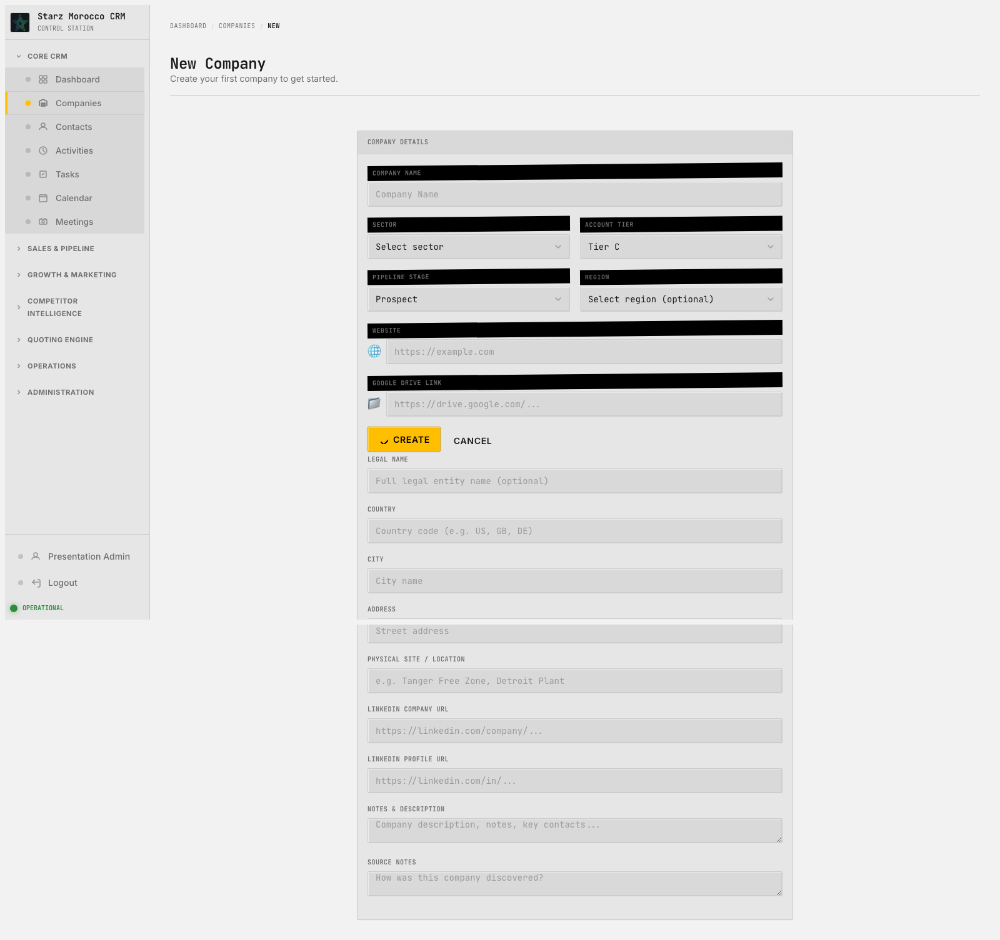 Starz Morocco CRM
CONTROL STATION
CORE CRM
Dashboard
Companies
Contacts
Activities
Tasks
Calendar
Meetings
SALES & PIPELINE
GROWTH & MARKETING
COMPETITOR
INTELLIGENCE
QUOTING ENGINE
OPERATIONS
ADMINISTRATION
Presentation Admin
Logout
OPERATIONAL
DASHBOARD / COMPANIES / NEW
New Company
Create your first company to get started.
COMPANY DETAILS
COMPANY NAME
Company Name
SECTOR
Select sector
ACCOUNT TIER
Tier C
PIPELINE STAGE
Prospect
REGION
Select region (optional)
WEBSITE
https://example.com
GOOGLE DRIVE LINK
https://drive.google.com/...
CREATE
CANCEL
LEGAL NAME
Full legal entity name (optional)
COUNTRY
Country code (e.g. US, GB, DE)
CITY
City name
ADDRESS
Street address
PHYSICAL SITE / LOCATION
e.g. Tanger Free Zone, Detroit Plant
LINKEDIN COMPANY URL
https://linkedin.com/company/...
LINKEDIN PROFILE URL
https://linkedin.com/in/...
NOTES & DESCRIPTION
Company description, notes, key contacts...
SOURCE NOTES
How was this company discovered?